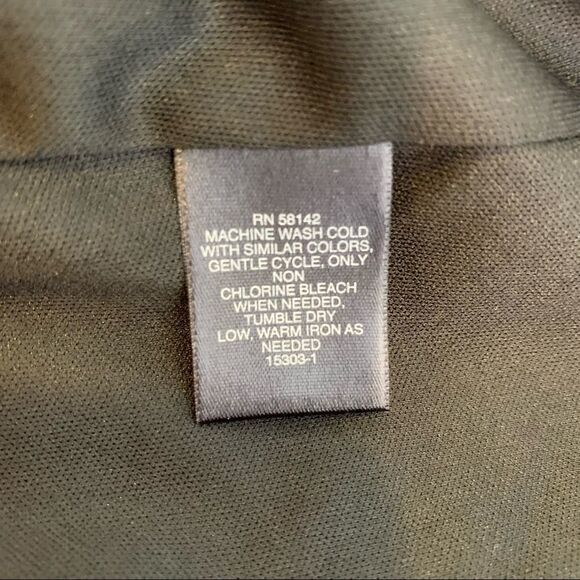 RN 58142
MACHINE WASH COLD
WITH SIMILAR COLORS,
GENTLE CYCLE, ONLY
NON
CHLORINE BLEACH
WHEN NEEDED,
TUMBLE DRY
LOW, WARM IRON AS
NEEDED
15303-1